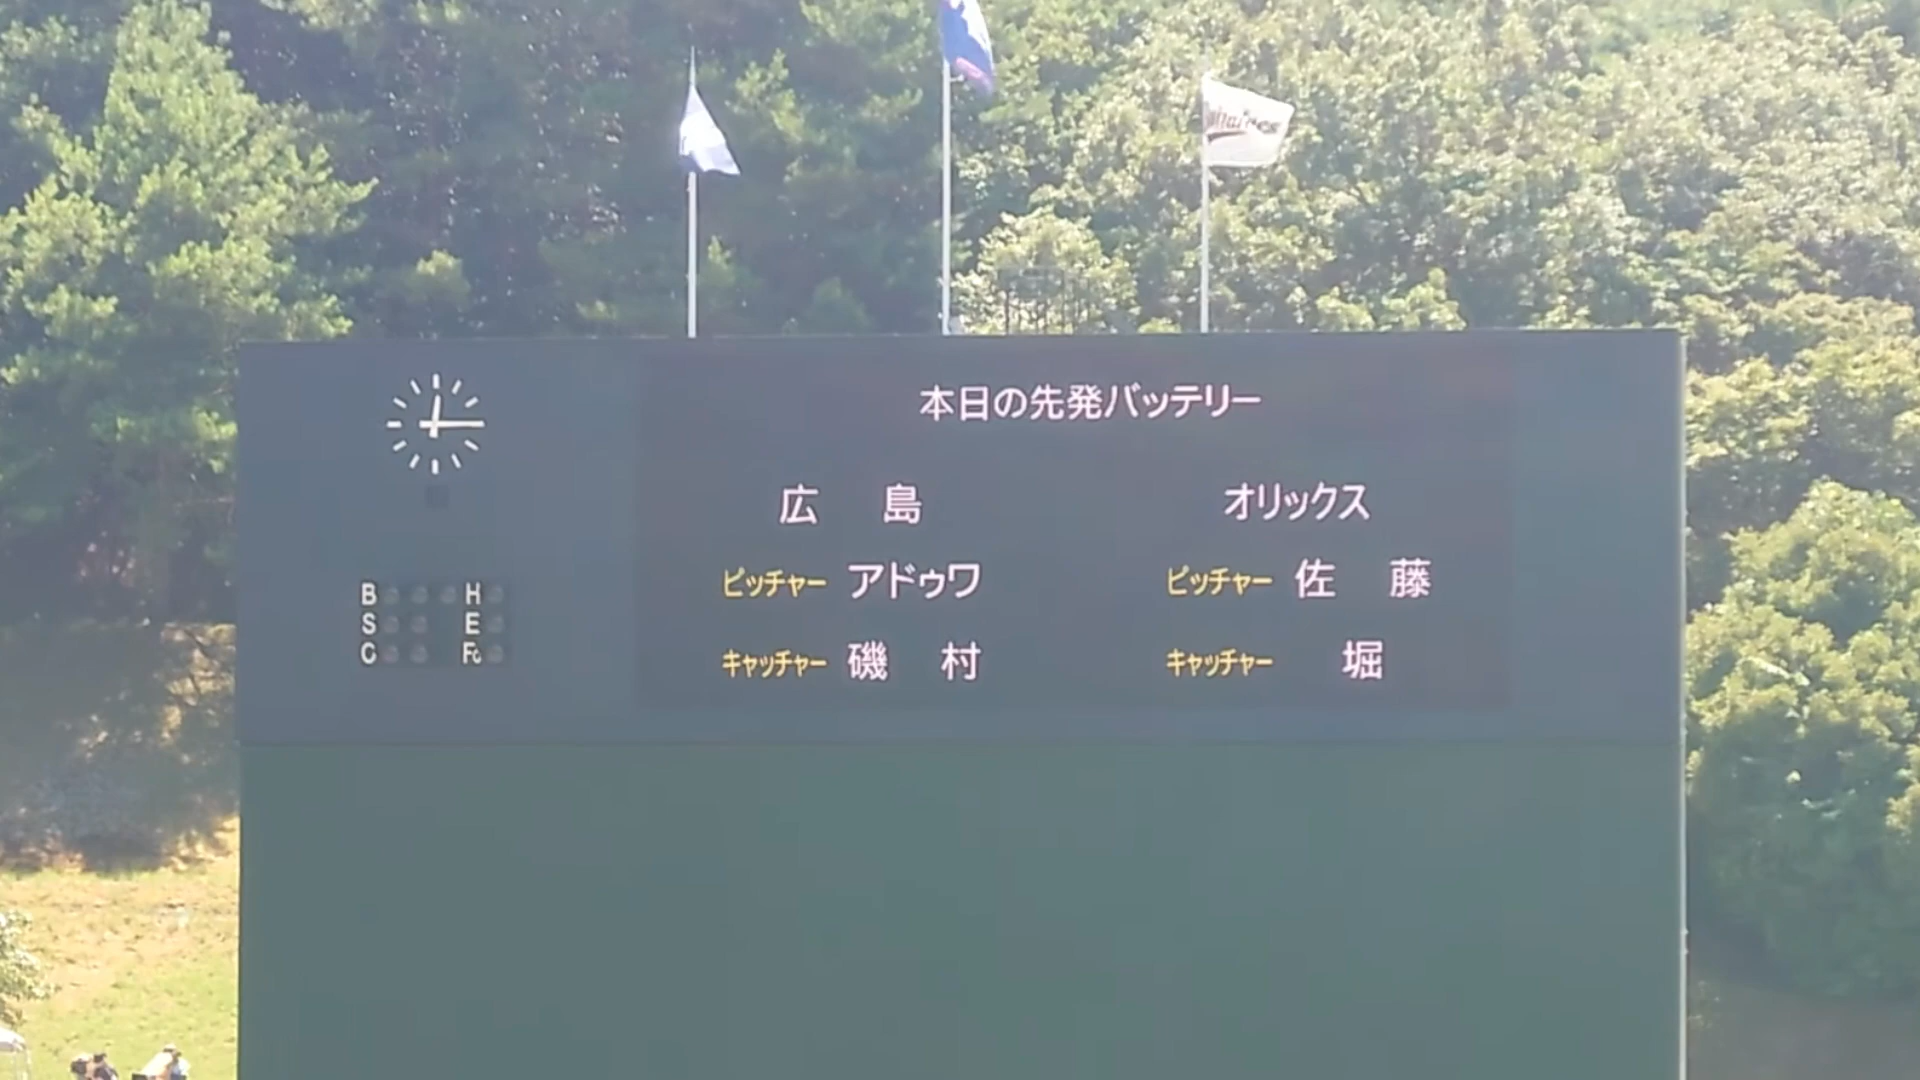 本日の先発バッテリー
広島 オリックス
ピッチャー アドゥワ ピッチャー 佐藤
キャッチャー 磯村 キャッチャー 堀
B H
S E
C Fc